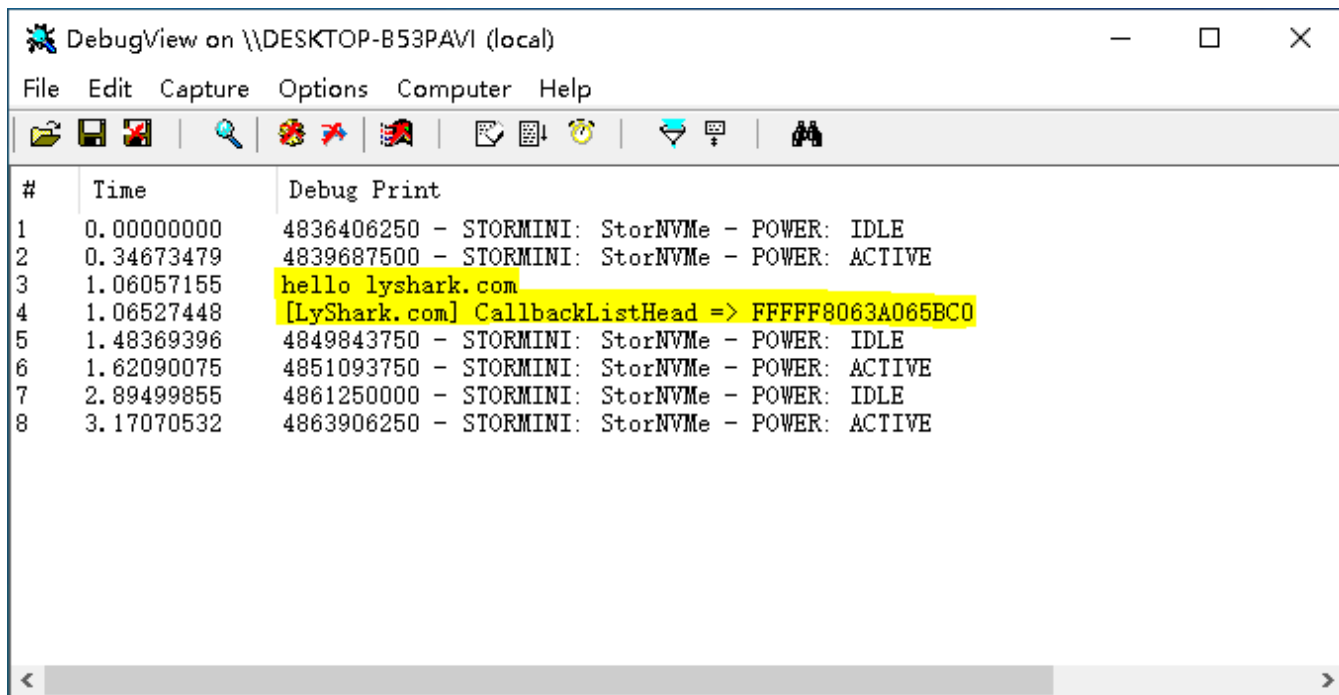 DebugView on \\DESKTOP-B53PAVI (local)
File Edit Capture Options Computer Help
# Time Debug Print
1 0.00000000 4836406250 - STORMINI: StorNVMe - POWER: IDLE
2 0.34673479 4839687500 - STORMINI: StorNVMe - POWER: ACTIVE
3 1.06057155 hello lyshark.com
4 1.06527448 [LyShark.com] CallbackListHead => FFFFF8063A065BC0
5 1.48369396 4849843750 - STORMINI: StorNVMe - POWER: IDLE
6 1.62090075 4851093750 - STORMINI: StorNVMe - POWER: ACTIVE
7 2.89499855 4861250000 - STORMINI: StorNVMe - POWER: IDLE
8 3.17070532 4863906250 - STORMINI: StorNVMe - POWER: ACTIVE